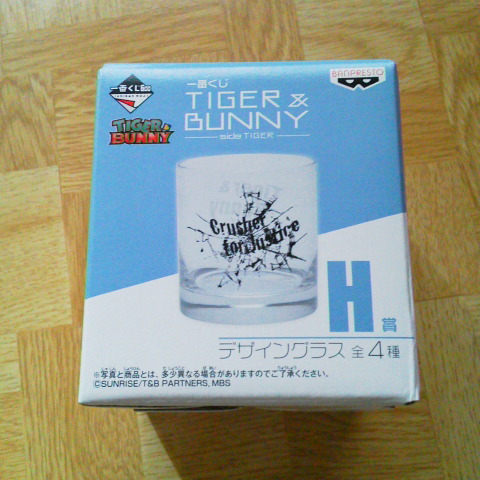 一番くじ
TIGER &
BUNNY
side TIGER
BANPRESTO
一番くじ
TIGER &
BUNNY
Crusher
for Justice
H賞
デザイングラス 全4種
※写真と商品とは、多少異なる場合がありますのでご了承ください。
©SUNRISE/T&B PARTNERS, MBS